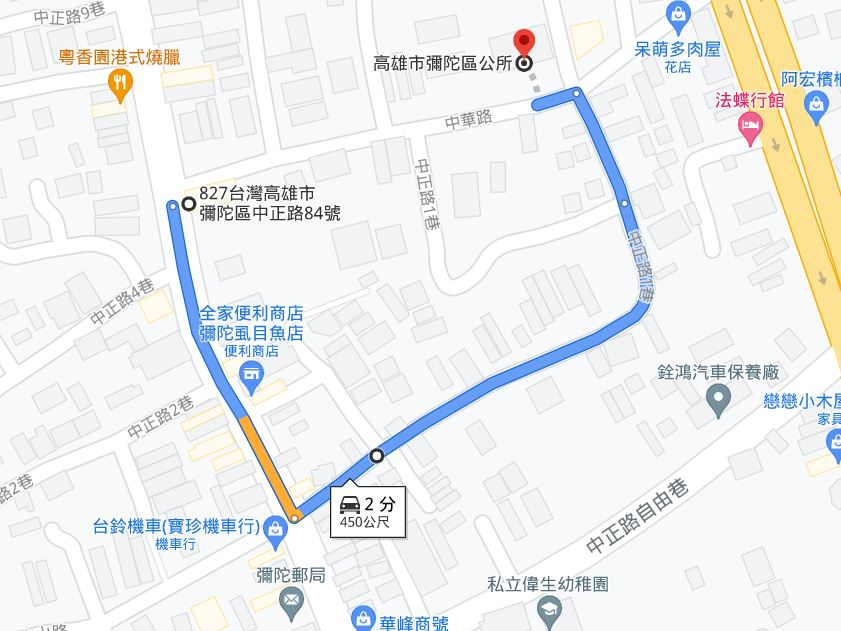 中正路9巷
粵香園港式燒臘
高雄市彌陀區公所
呆萌多肉屋
花店
法蝶行館
阿宏檳榔
中華路
中正路1巷
827台灣高雄市
彌陀區中正路84號
中正路1巷
中正路4巷
全家便利商店
彌陀虱目魚店
便利商店
銓鴻汽車保養廠
戀戀小木屋
家具
中正路2巷
路2巷
2 分
450公尺
台鈴機車(寶珍機車行)
機車行
中正路自由巷
彌陀郵局
私立偉生幼稚園
華峰商號